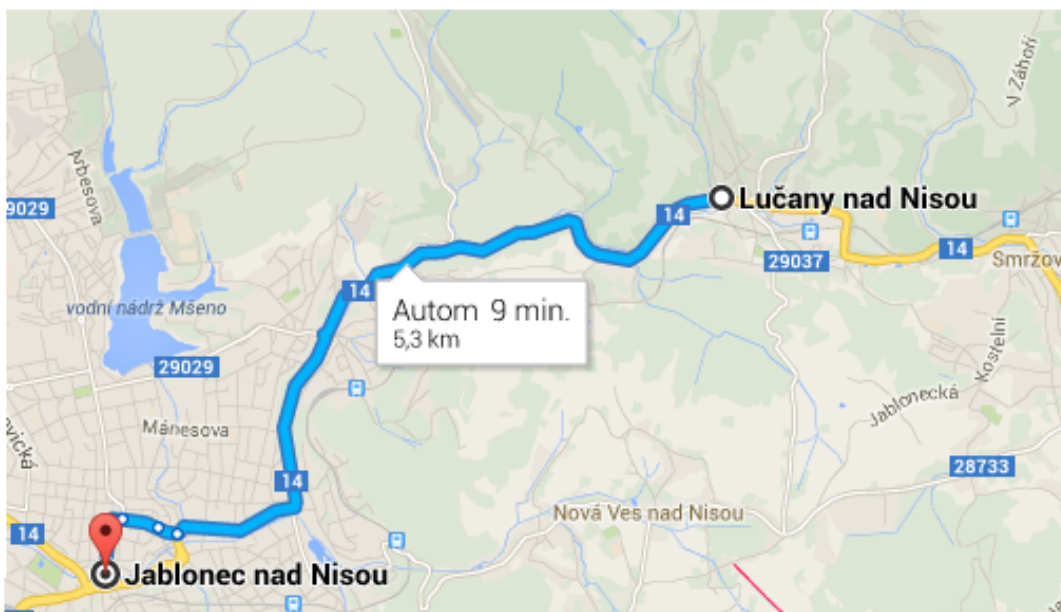 V Záhoří
Arbesova
29029
Lučany nad Nisou
14
14
29037
Smržov
14
vodní nádrž Mšeno
Autom 9 min.
5,3 km
29029
Kostelní
Jablonecká
Mánesova
ovická
28733
14
Nová Ves nad Nisou
14
Jablonec nad Nisou